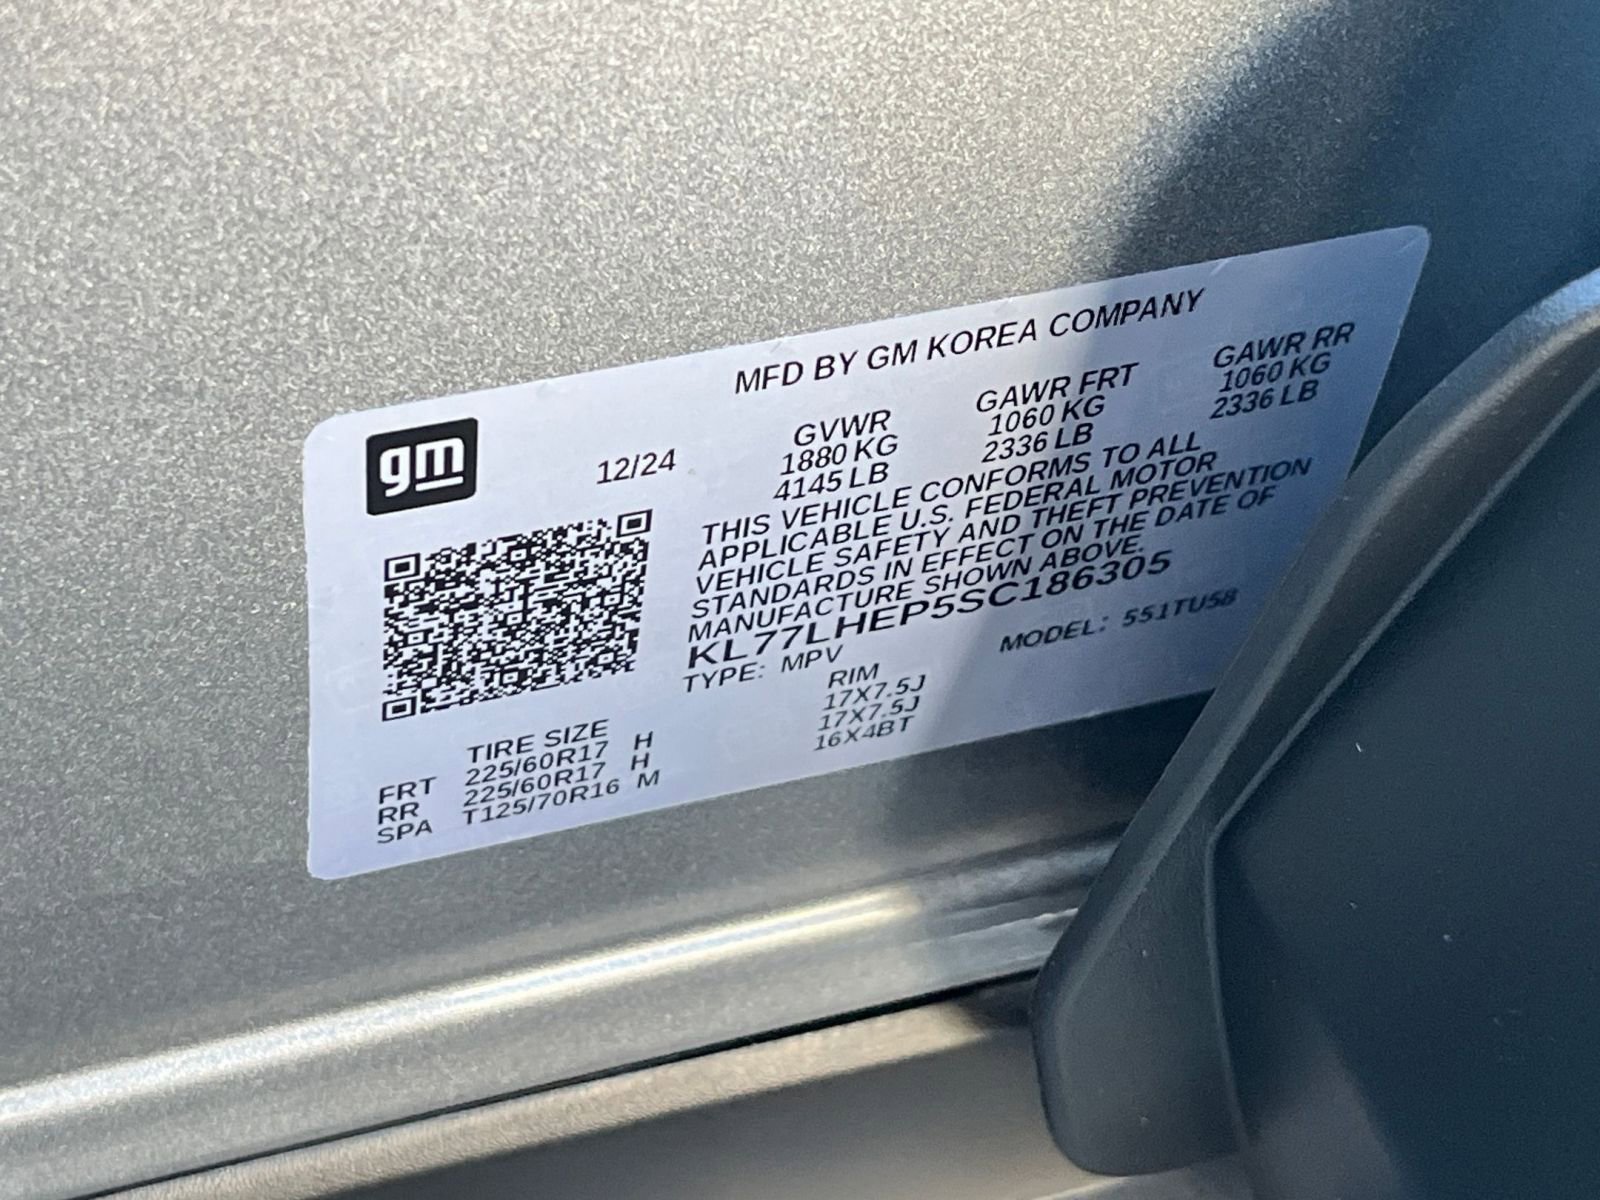 MFD BY GM KOREA COMPANY
gm
12/24
GVWR GAWR FRT GAWR RR
1880 KG 1060 KG 1060 KG
4145 LB 2336 LB 2336 LB
THIS VEHICLE CONFORMS TO ALL
APPLICABLE U.S. FEDERAL MOTOR
VEHICLE SAFETY AND THEFT PREVENTION
STANDARDS IN EFFECT ON THE DATE OF
MANUFACTURE SHOWN ABOVE.
KL77LHEP5SC186305
TYPE: MPV MODEL: 551TU58
TIRE SIZE RIM
FRT 225/60R17 H 17X7.5J
RR 225/60R17 H 17X7.5J
SPA T125/70R16 M 16X4BT